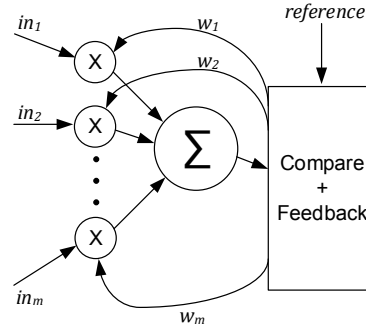 reference
in1
w1
X
w2
in2
X
Σ
Compare
+
Feedback
X
inm
wm